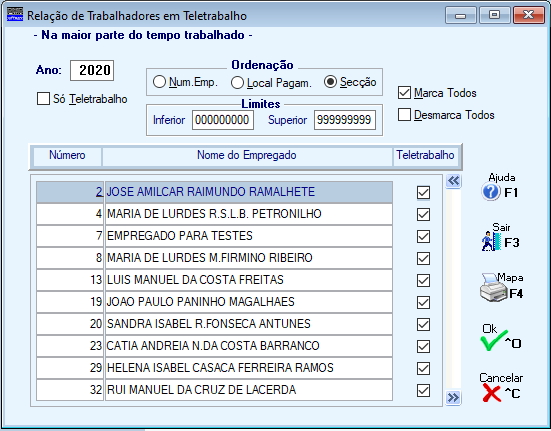 Relação de Trabalhadores em Teletrabalho
- Na maior parte do tempo trabalhado -
Ordenação
Ano: 2020
Num.Emp. Local Pagam. Secção
Só Teletrabalho
Marca Todos
Limites
Inferior 000000000 Superior 999999999
Desmarca Todos
Número Nome do Empregado Teletrabalho
2 JOSE AMILCAR RAIMUNDO RAMALHETE
4 MARIA DE LURDES R.S.L.B. PETRONILHO
7 EMPREGADO PARA TESTES
8 MARIA DE LURDES M.FIRMINO RIBEIRO
13 LUIS MANUEL DA COSTA FREITAS
19 JOAO PAULO PANINHO MAGALHAES
20 SANDRA ISABEL R.FONSECA ANTUNES
23 CATIA ANDREIA N.DA COSTA BARRANCO
29 HELENA ISABEL CASACA FERREIRA RAMOS
32 RUI MANUEL DA CRUZ DE LACERDA
Ajuda
F1
Sair
F3
Mapa
F4
Ok
^O
Cancelar
^C